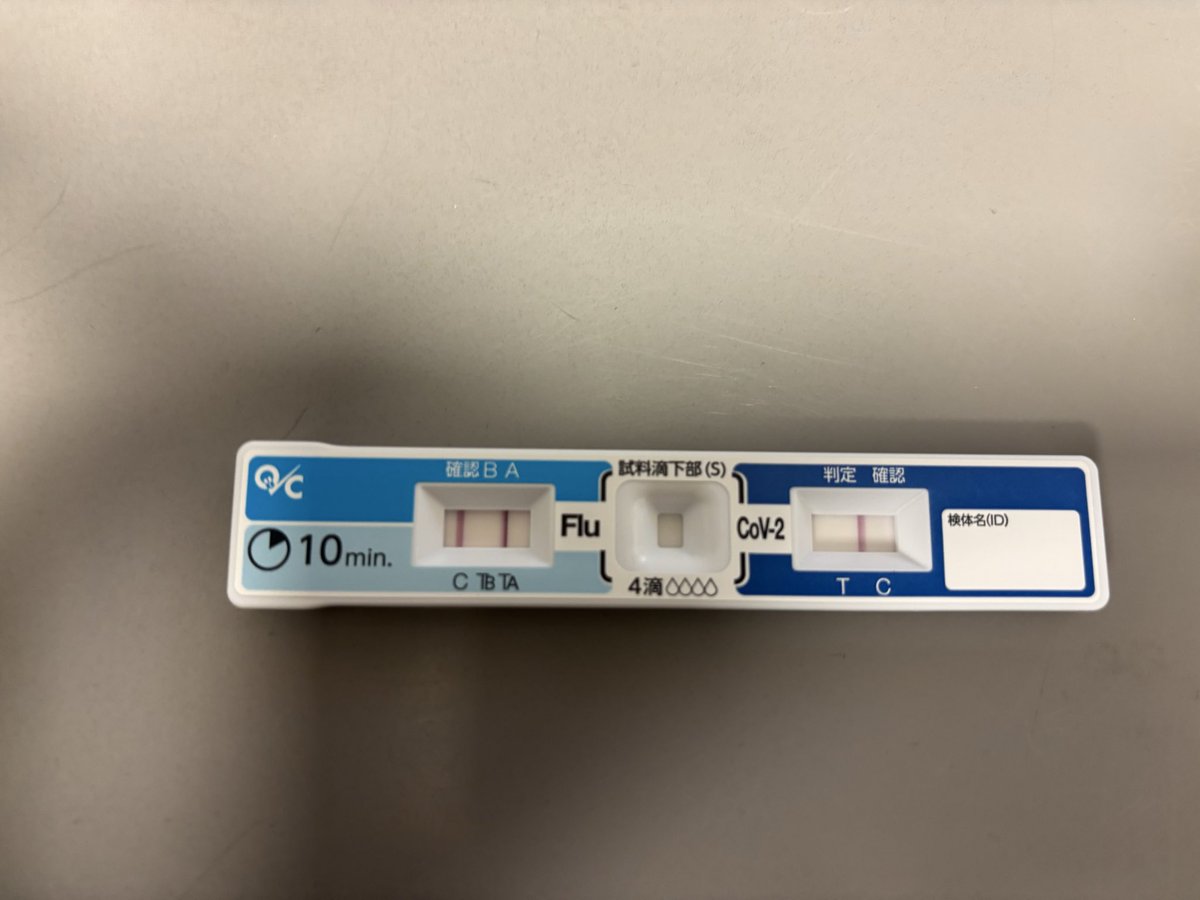 Q/C
10min.
確認 B A
C TB TA
Flu
試料滴下部(S)
4滴
CoV-2
判定 確認
T C
検体名(ID)